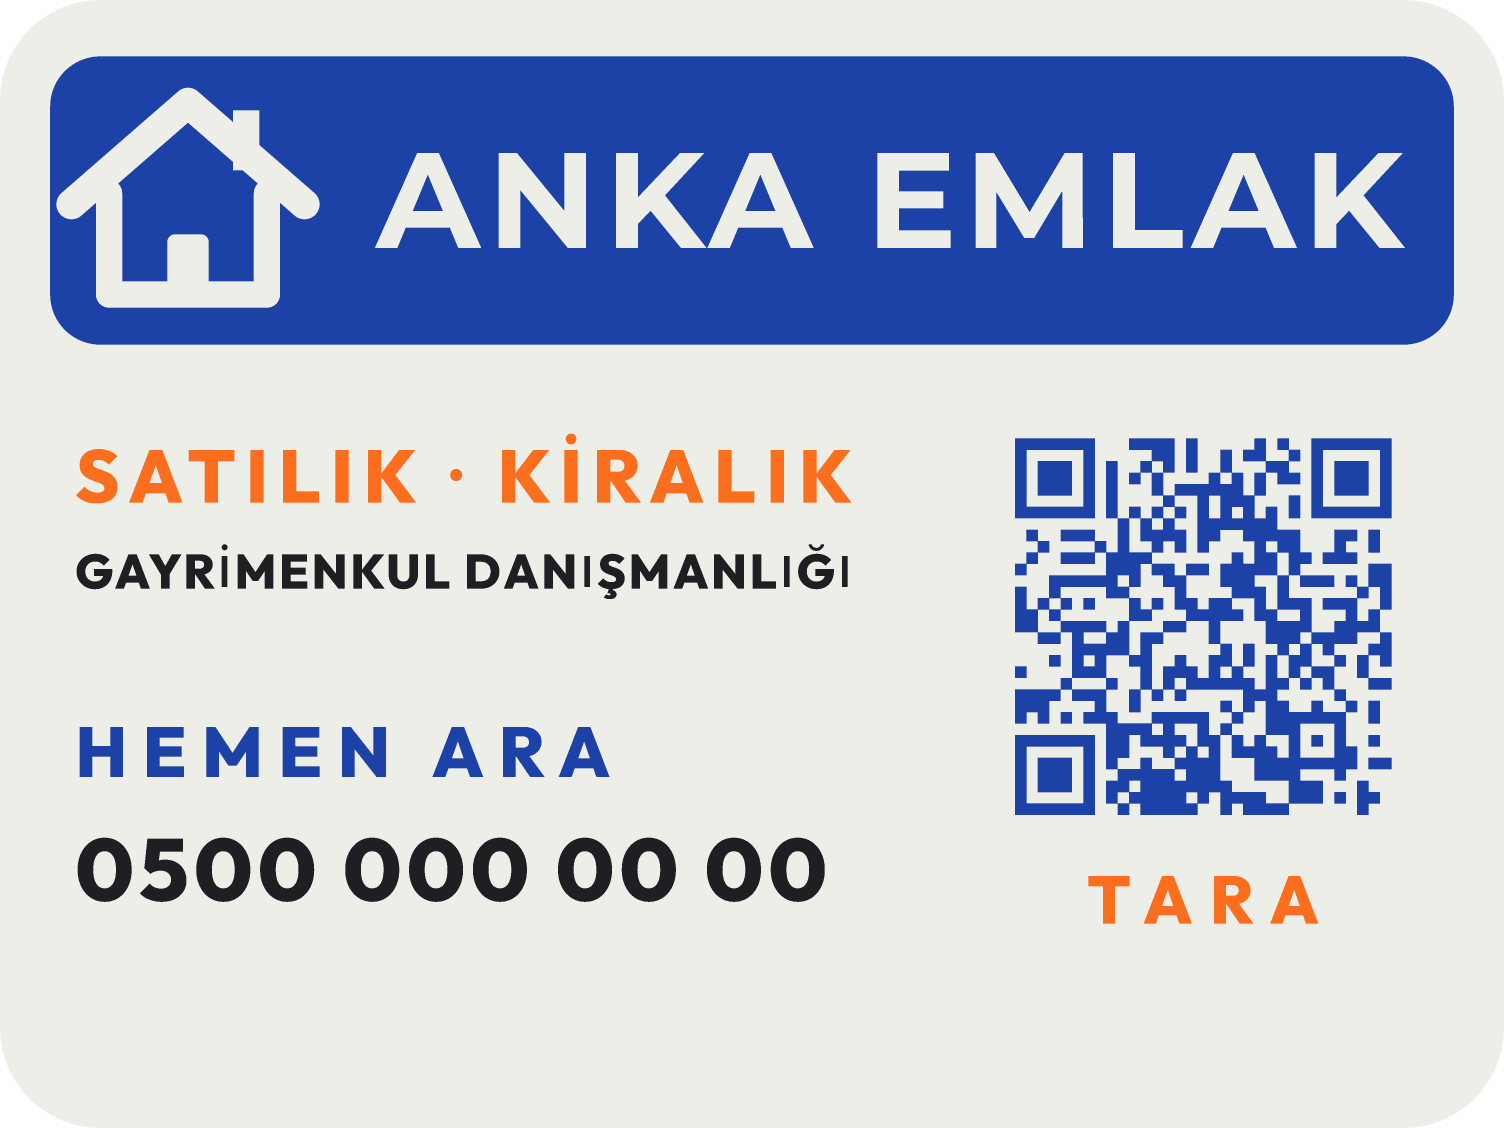 ANKA EMLAK
SATILIK · KİRALIK
GAYRİMENKUL DANIŞMANLIĞI
HEMEN ARA
0500 000 00 00
TARA